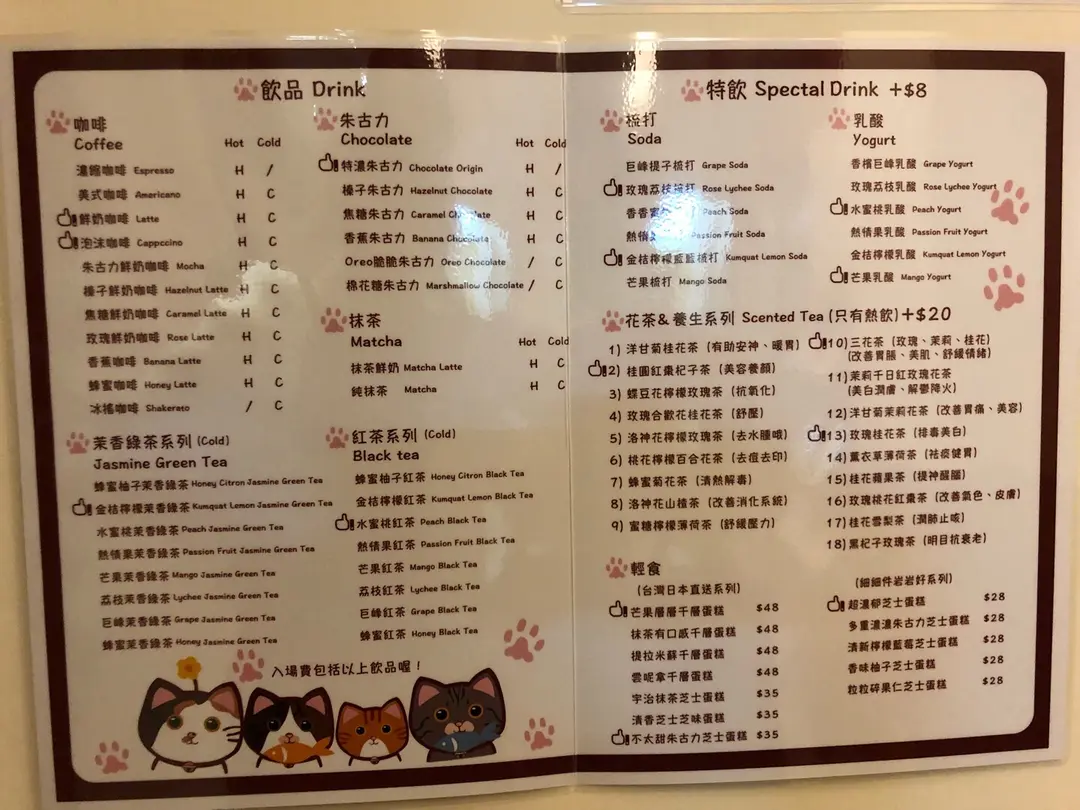 飲品 Drink
咖啡
Coffee
Hot Cold
濃縮咖啡 Espresso H /
美式咖啡 Americano H C
鮮奶咖啡 Latte H C
泡沫咖啡 Cappccino H C
朱古力鮮奶咖啡 Mocha H C
榛子鮮奶咖啡 Hazelnut Latte H C
焦糖鮮奶咖啡 Caramel Latte H C
玫瑰鮮奶咖啡 Rose Latte H C
香蕉咖啡 Banana Latte H C
蜂蜜咖啡 Honey Latte H C
冰搖咖啡 Shakerato / C
茉香綠茶系列 (Cold)
Jasmine Green Tea
蜂蜜柚子茉香綠茶 Honey Citron Jasmine Green Tea
金桔檸檬茉香綠茶 Kumquat Lemon Jasmine Green Tea
水蜜桃茉香綠茶 Peach Jasmine Green Tea
熱情果茉香綠茶 Passion Fruit Jasmine Green Tea
芒果茉香綠茶 Mango Jasmine Green Tea
荔枝茉香綠茶 Lychee Jasmine Green Tea
巨峰茉香綠茶 Grape Jasmine Green Tea
蜂蜜茉香綠茶 Honey Jasmine Green Tea
朱古力
Chocolate
Hot Cold
特濃朱古力 Chocolate Origin H /
榛子朱古力 Hazelnut Chocolate H C
焦糖朱古力 Caramel Chocolate H C
香蕉朱古力 Banana Chocolate H C
Oreo脆脆朱古力 Oreo Chocolate / C
棉花糖朱古力 Marshmallow Chocolate / C
抹茶
Matcha
Hot Cold
抹茶鮮奶 Matcha Latte H C
純抹茶 Matcha H C
紅茶系列 (Cold)
Black tea
蜂蜜柚子紅茶 Honey Citron Black Tea
金桔檸檬紅茶 Kumquat Lemon Black Tea
水蜜桃紅茶 Peach Black Tea
熱情果紅茶 Passion Fruit Black Tea
芒果紅茶 Mango Black Tea
荔枝紅茶 Lychee Black Tea
巨峰紅茶 Grape Black Tea
蜂蜜紅茶 Honey Black Tea
入場費包括以上飲品喔！
特飲 Spectal Drink +$8
梳打
Soda
巨峰提子梳打 Grape Soda
玫瑰荔枝梳打 Rose Lychee Soda
香香蜜 Peach Soda
熱情 Passion Fruit Soda
金桔檸檬藍藍梳打 Kumquat Lemon Soda
芒果梳打 Mango Soda
乳酸
Yogurt
香檳巨峰乳酸 Grape Yogurt
玫瑰荔枝乳酸 Rose Lychee Yogurt
水蜜桃乳酸 Peach Yogurt
熱情果乳酸 Passion Fruit Yogurt
金桔檸檬乳酸 Kumquat Lemon Yogurt
芒果乳酸 Mango Yogurt
花茶&養生系列 Scented Tea (只有熱飲)+$20
1) 洋甘菊桂花茶 (有助安神、暖胃)
2) 桂圓紅棗杞子茶 (美容養顏)
3) 蝶豆花檸檬玫瑰茶 (抗氧化)
4) 玫瑰合歡花桂花茶 (舒壓)
5) 洛神花檸檬玫瑰茶 (去水腫哦)
6) 桃花檸檬百合花茶 (去痘去印)
7) 蜂蜜菊花茶 (清熱解毒)
8) 洛神花山楂茶 (改善消化系統)
9) 蜜糖檸檬薄荷茶 (舒緩壓力)
10) 三花茶 (玫瑰、茉莉、桂花)
(改善胃脹、美肌、舒緩情緒)
11) 茉莉千日紅玫瑰花茶
(美白潤膚、解鬱降火)
12) 洋甘菊茉莉花茶 (改善胃痛、美容)
13) 玫瑰桂花茶 (排毒美白)
14) 薰衣草薄荷茶 (祛痰健胃)
15) 桂花蘋果茶 (提神醒腦)
16) 玫瑰桃花紅棗茶 (改善氣色、皮膚)
17) 桂花雪梨茶 (潤肺止咳)
18) 黑杞子玫瑰茶 (明目抗衰老)
輕食
(台灣日本直送系列)
芒果層層千層蛋糕 $48
抹茶有口感千層蛋糕 $48
提拉米蘇千層蛋糕 $48
雲呢拿千層蛋糕 $48
宇治抹茶芝士蛋糕 $35
清香芝士芝味蛋糕 $35
不太甜朱古力芝士蛋糕 $35
(細細件岩岩好系列)
超濃郁芝士蛋糕 $28
多重濃濃朱古力芝士蛋糕 $28
清新檸檬藍莓芝士蛋糕 $28
香味柚子芝士蛋糕 $28
粒粒碎果仁芝士蛋糕 $28